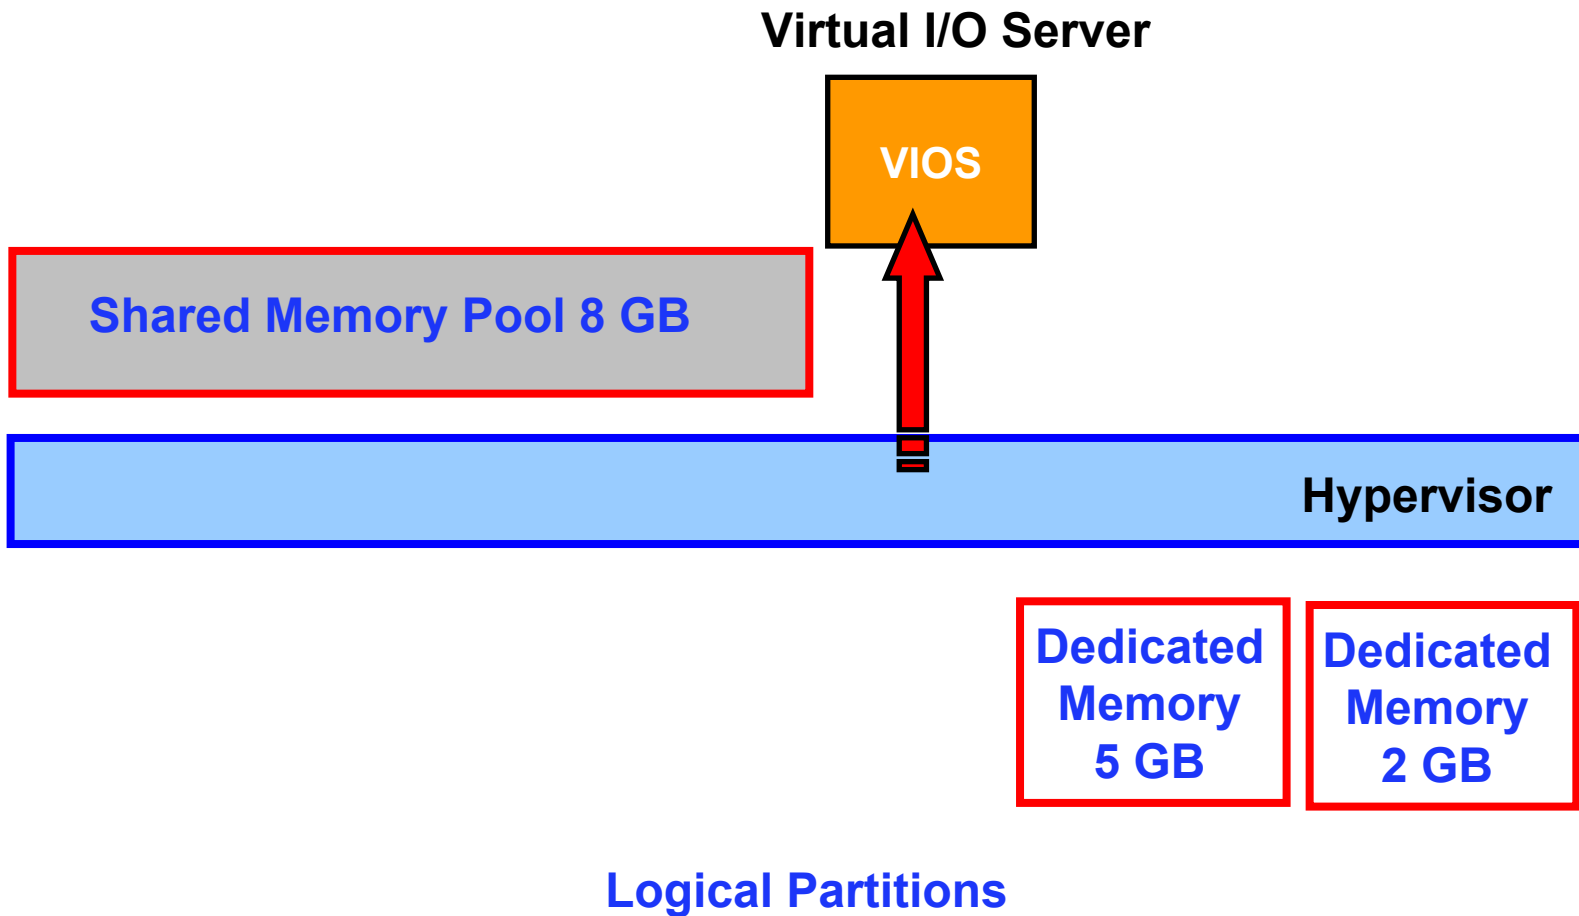 Virtual I/O Server
VIOS
Shared Memory Pool 8 GB
Hypervisor
Dedicated
Memory
5 GB
Dedicated
Memory
2 GB
Logical Partitions